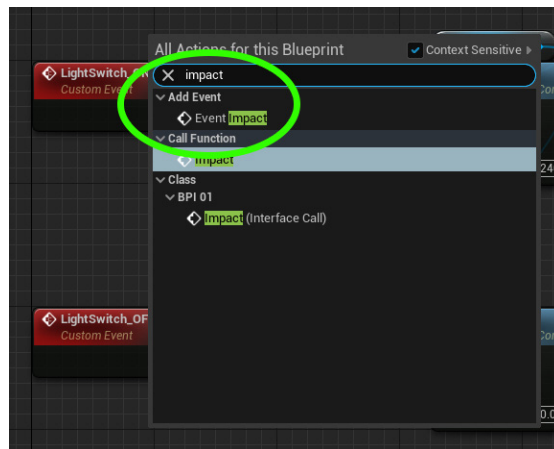 All Actions for this Blueprint
Context Sensitive
LightSwitch_ON
Custom Event
impact
Add Event
Event Impact
Call Function
Impact
Class
BPI 01
Impact (Interface Call)
LightSwitch_OF
Custom Event